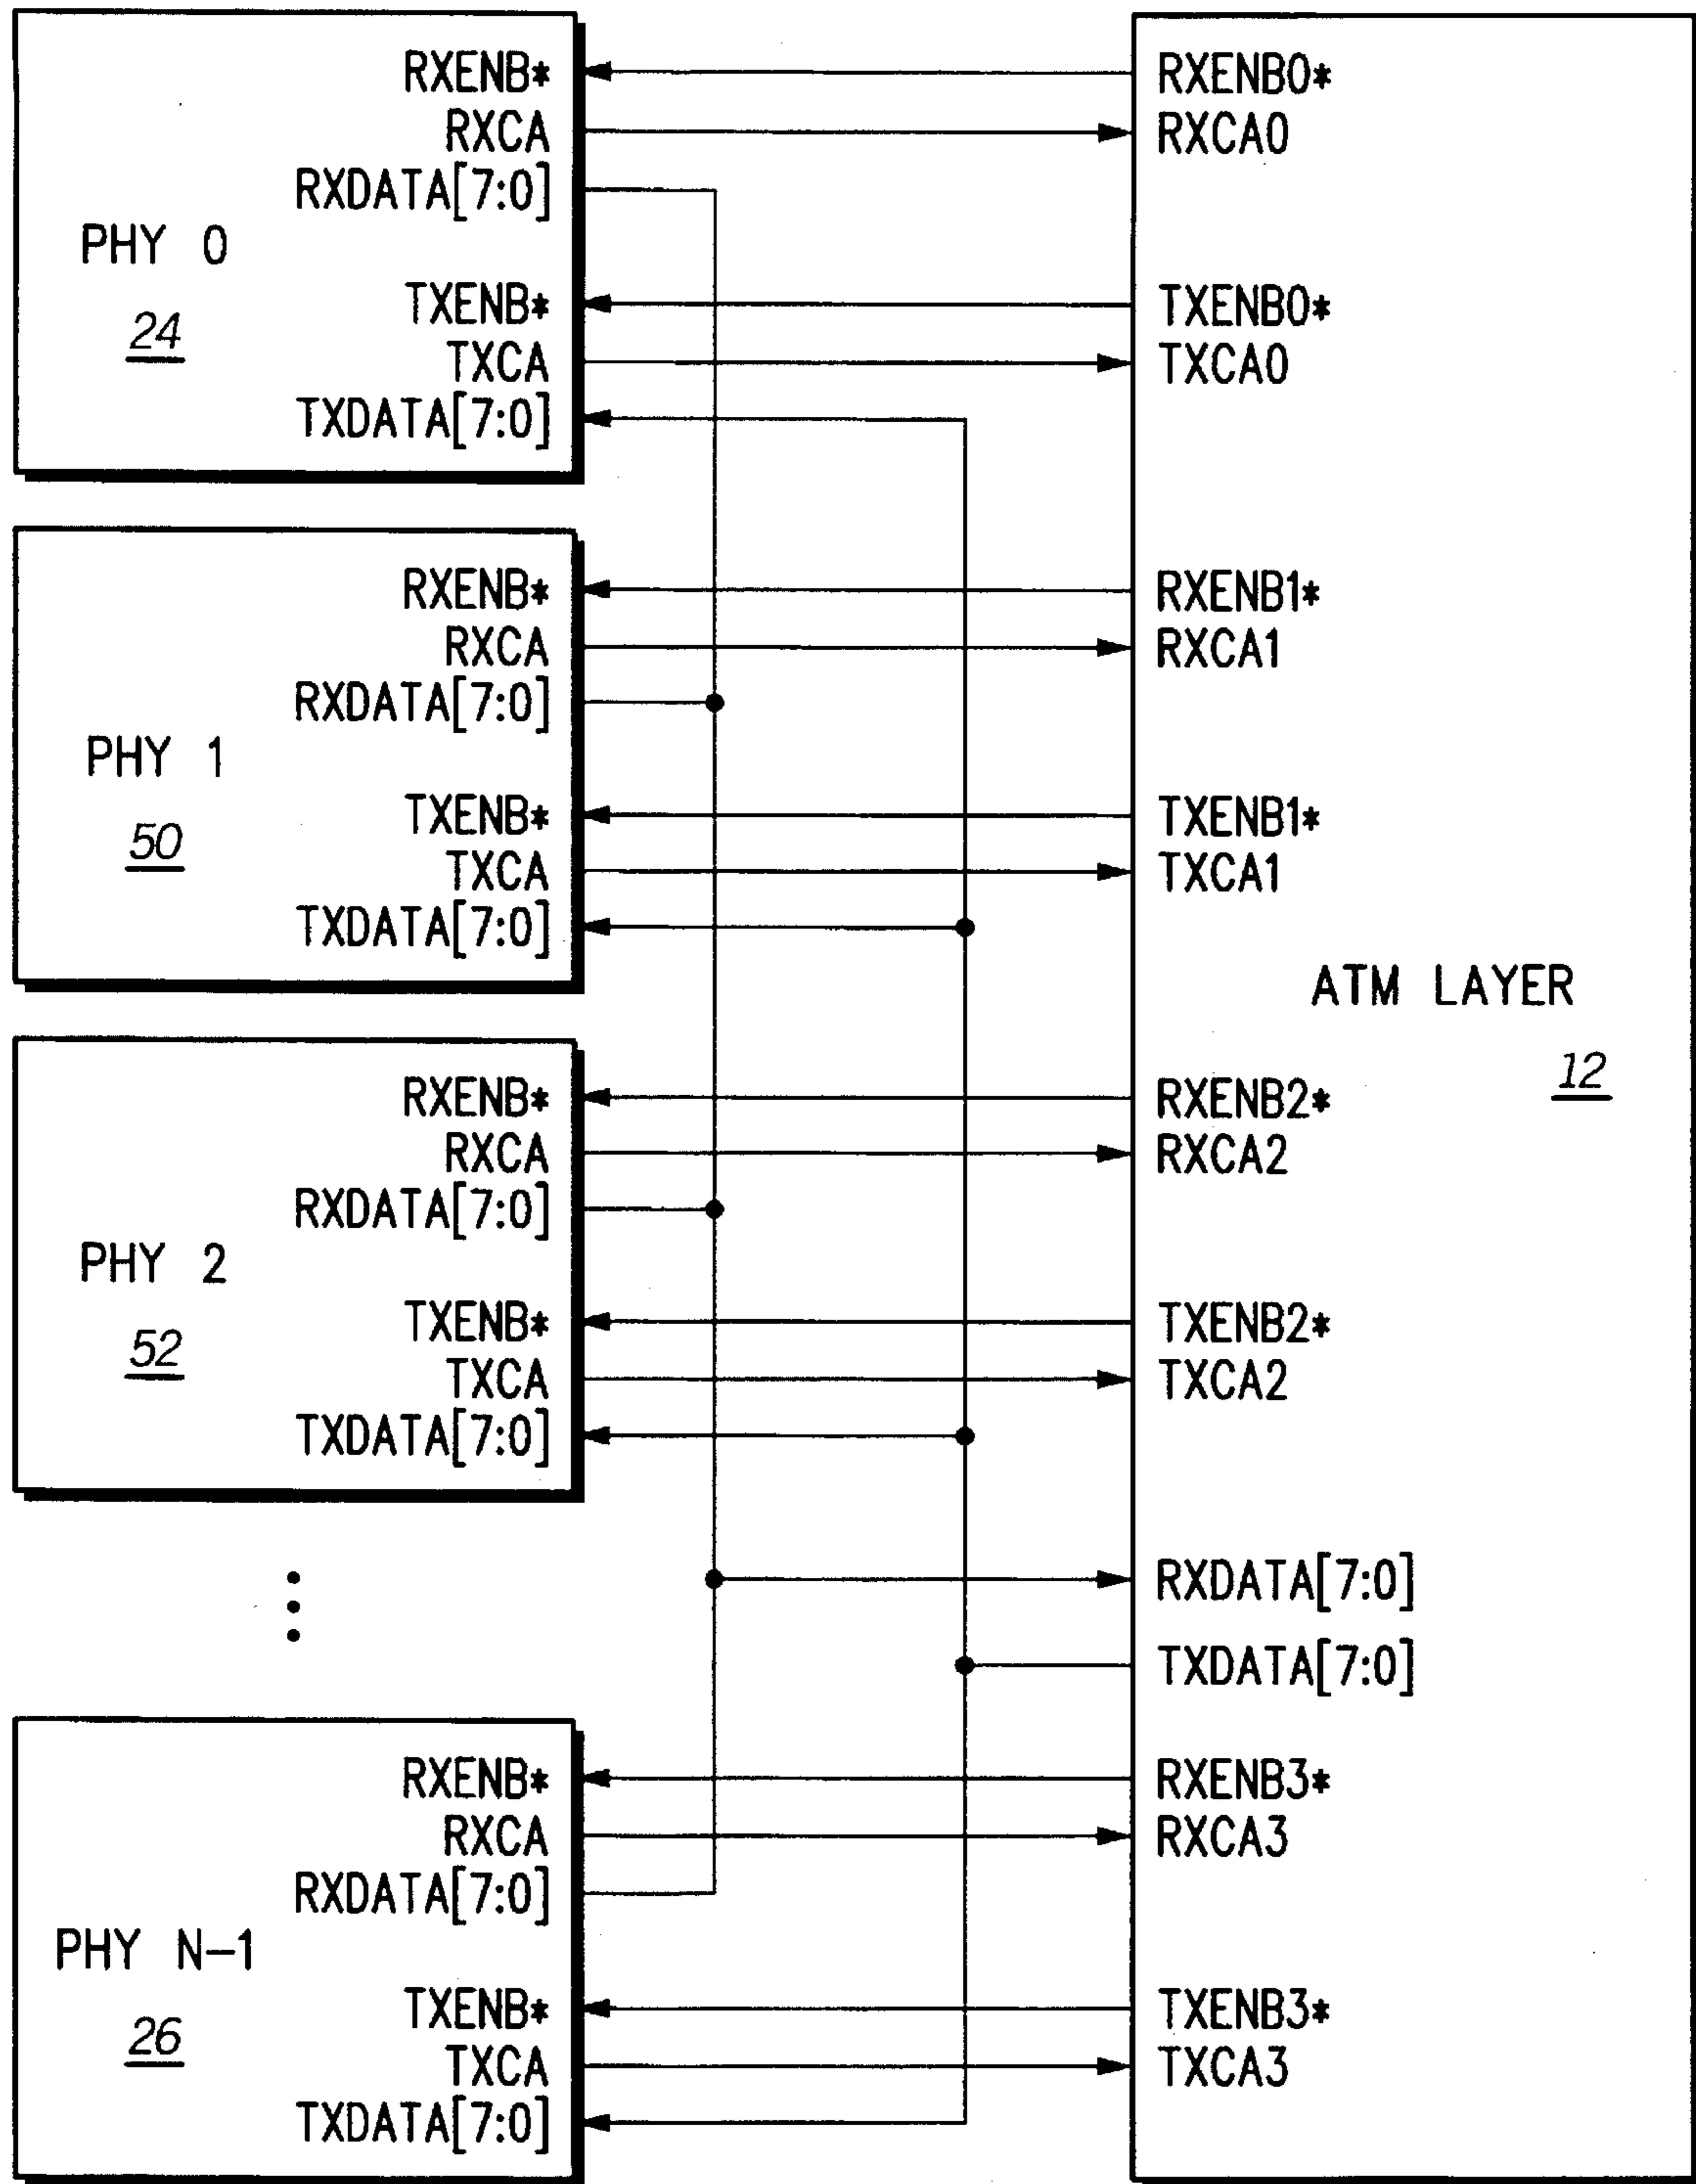 RXENB*
RXCA
RXDATA[7:0]
PHY 0
TXENB*
24
TXCA
TXDATA[7:0]
RXENB*
RXCA
RXDATA[7:0]
PHY 1
TXENB*
50
TXCA
TXDATA[7:0]
RXENB*
RXCA
RXDATA[7:0]
PHY 2
TXENB*
52
TXCA
TXDATA[7:0]
RXENB*
RXCA
RXDATA[7:0]
PHY N-1
TXENB*
26
TXCA
TXDATA[7:0]
RXENB0*
RXCA0
TXENB0*
TXCA0
RXENB1*
RXCA1
TXENB1*
TXCA1
ATM LAYER
12
RXENB2*
RXCA2
TXENB2*
TXCA2
RXDATA[7:0]
TXDATA[7:0]
RXENB3*
RXCA3
TXENB3*
TXCA3